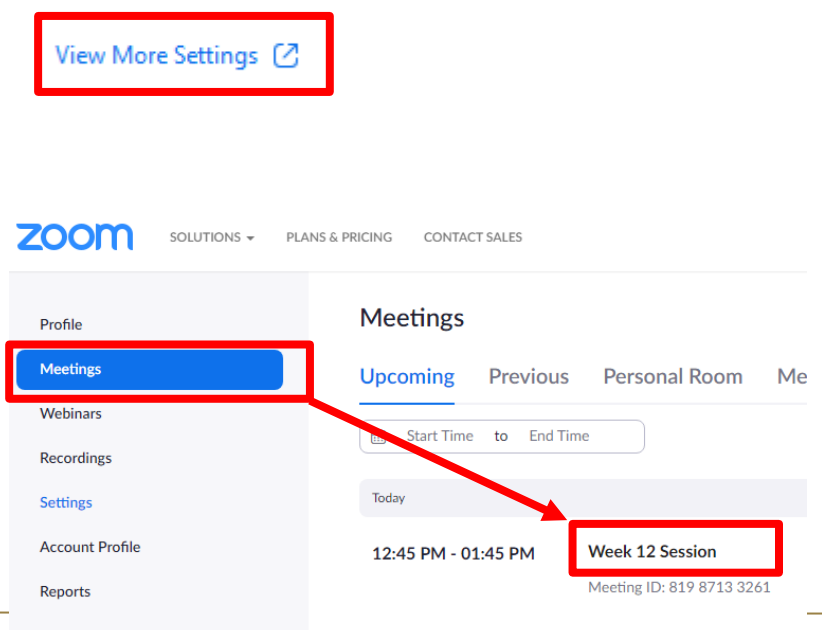 View More Settings
zoom SOLUTIONS PLANS & PRICING CONTACT SALES
Profile
Meetings
Webinars
Recordings
Settings
Account Profile
Reports
Meetings
Upcoming Previous Personal Room Me
Start Time to End Time
Today
12:45 PM - 01:45 PM Week 12 Session
Meeting ID: 819 8713 3261